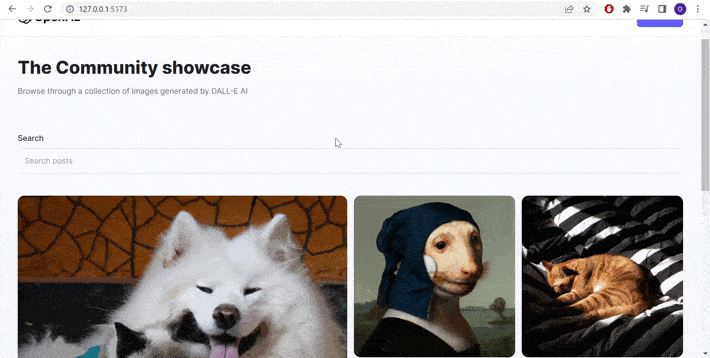 127.0.0.1:5173
The Community showcase
Browse through a collection of images generated by DALL-E AI
Search
Search posts